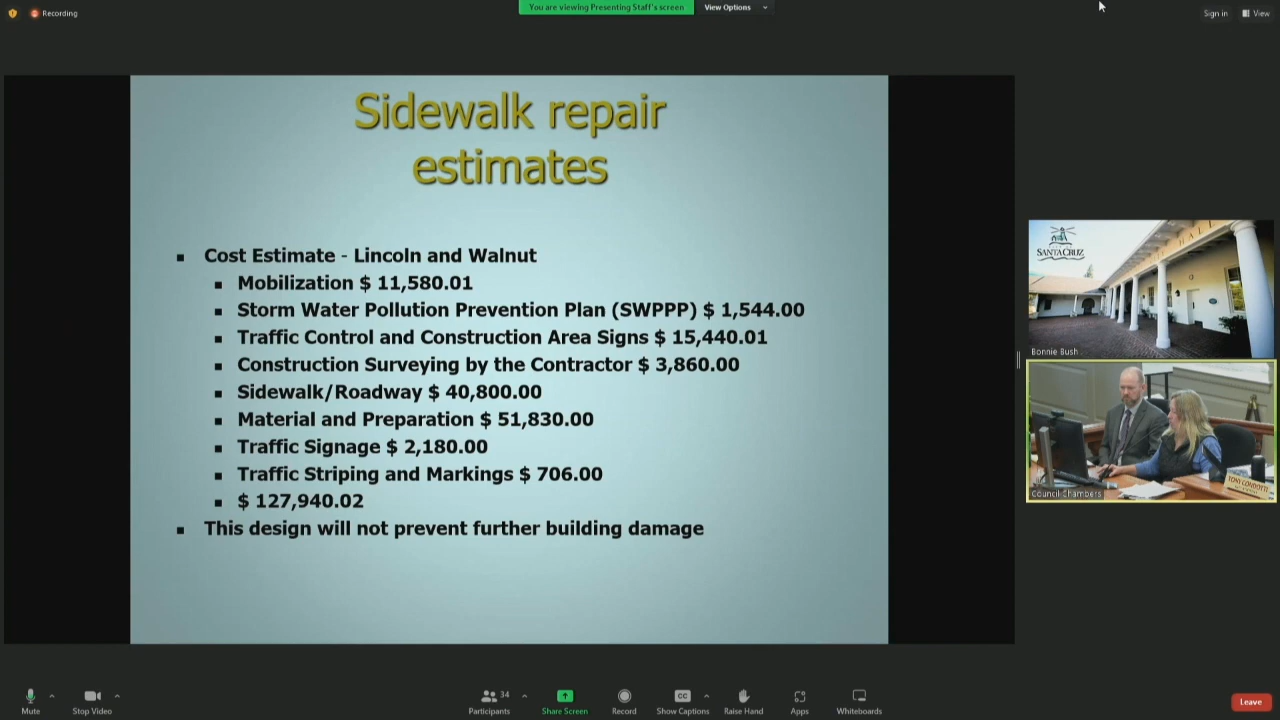 Recording
You are viewing Presenting Staff's screen
View Options
Sign in
View
Sidewalk repair
estimates
Cost Estimate - Lincoln and Walnut
Mobilization $ 11,580.01
Storm Water Pollution Prevention Plan (SWPPP) $ 1,544.00
Traffic Control and Construction Area Signs $ 15,440.01
Construction Surveying by the Contractor $ 3,860.00
Sidewalk/Roadway $ 40,800.00
Material and Preparation $ 51,830.00
Traffic Signage $ 2,180.00
Traffic Striping and Markings $ 706.00
$ 127,940.02
This design will not prevent further building damage
SANTA CRUZ
HALL
Bonnie Bush
TONY CONDOTTI
Council Chambers
Mute
Stop Video
34
Participants
Share Screen
Record
CC
Show Captions
Raise Hand
Apps
Whiteboards
Leave